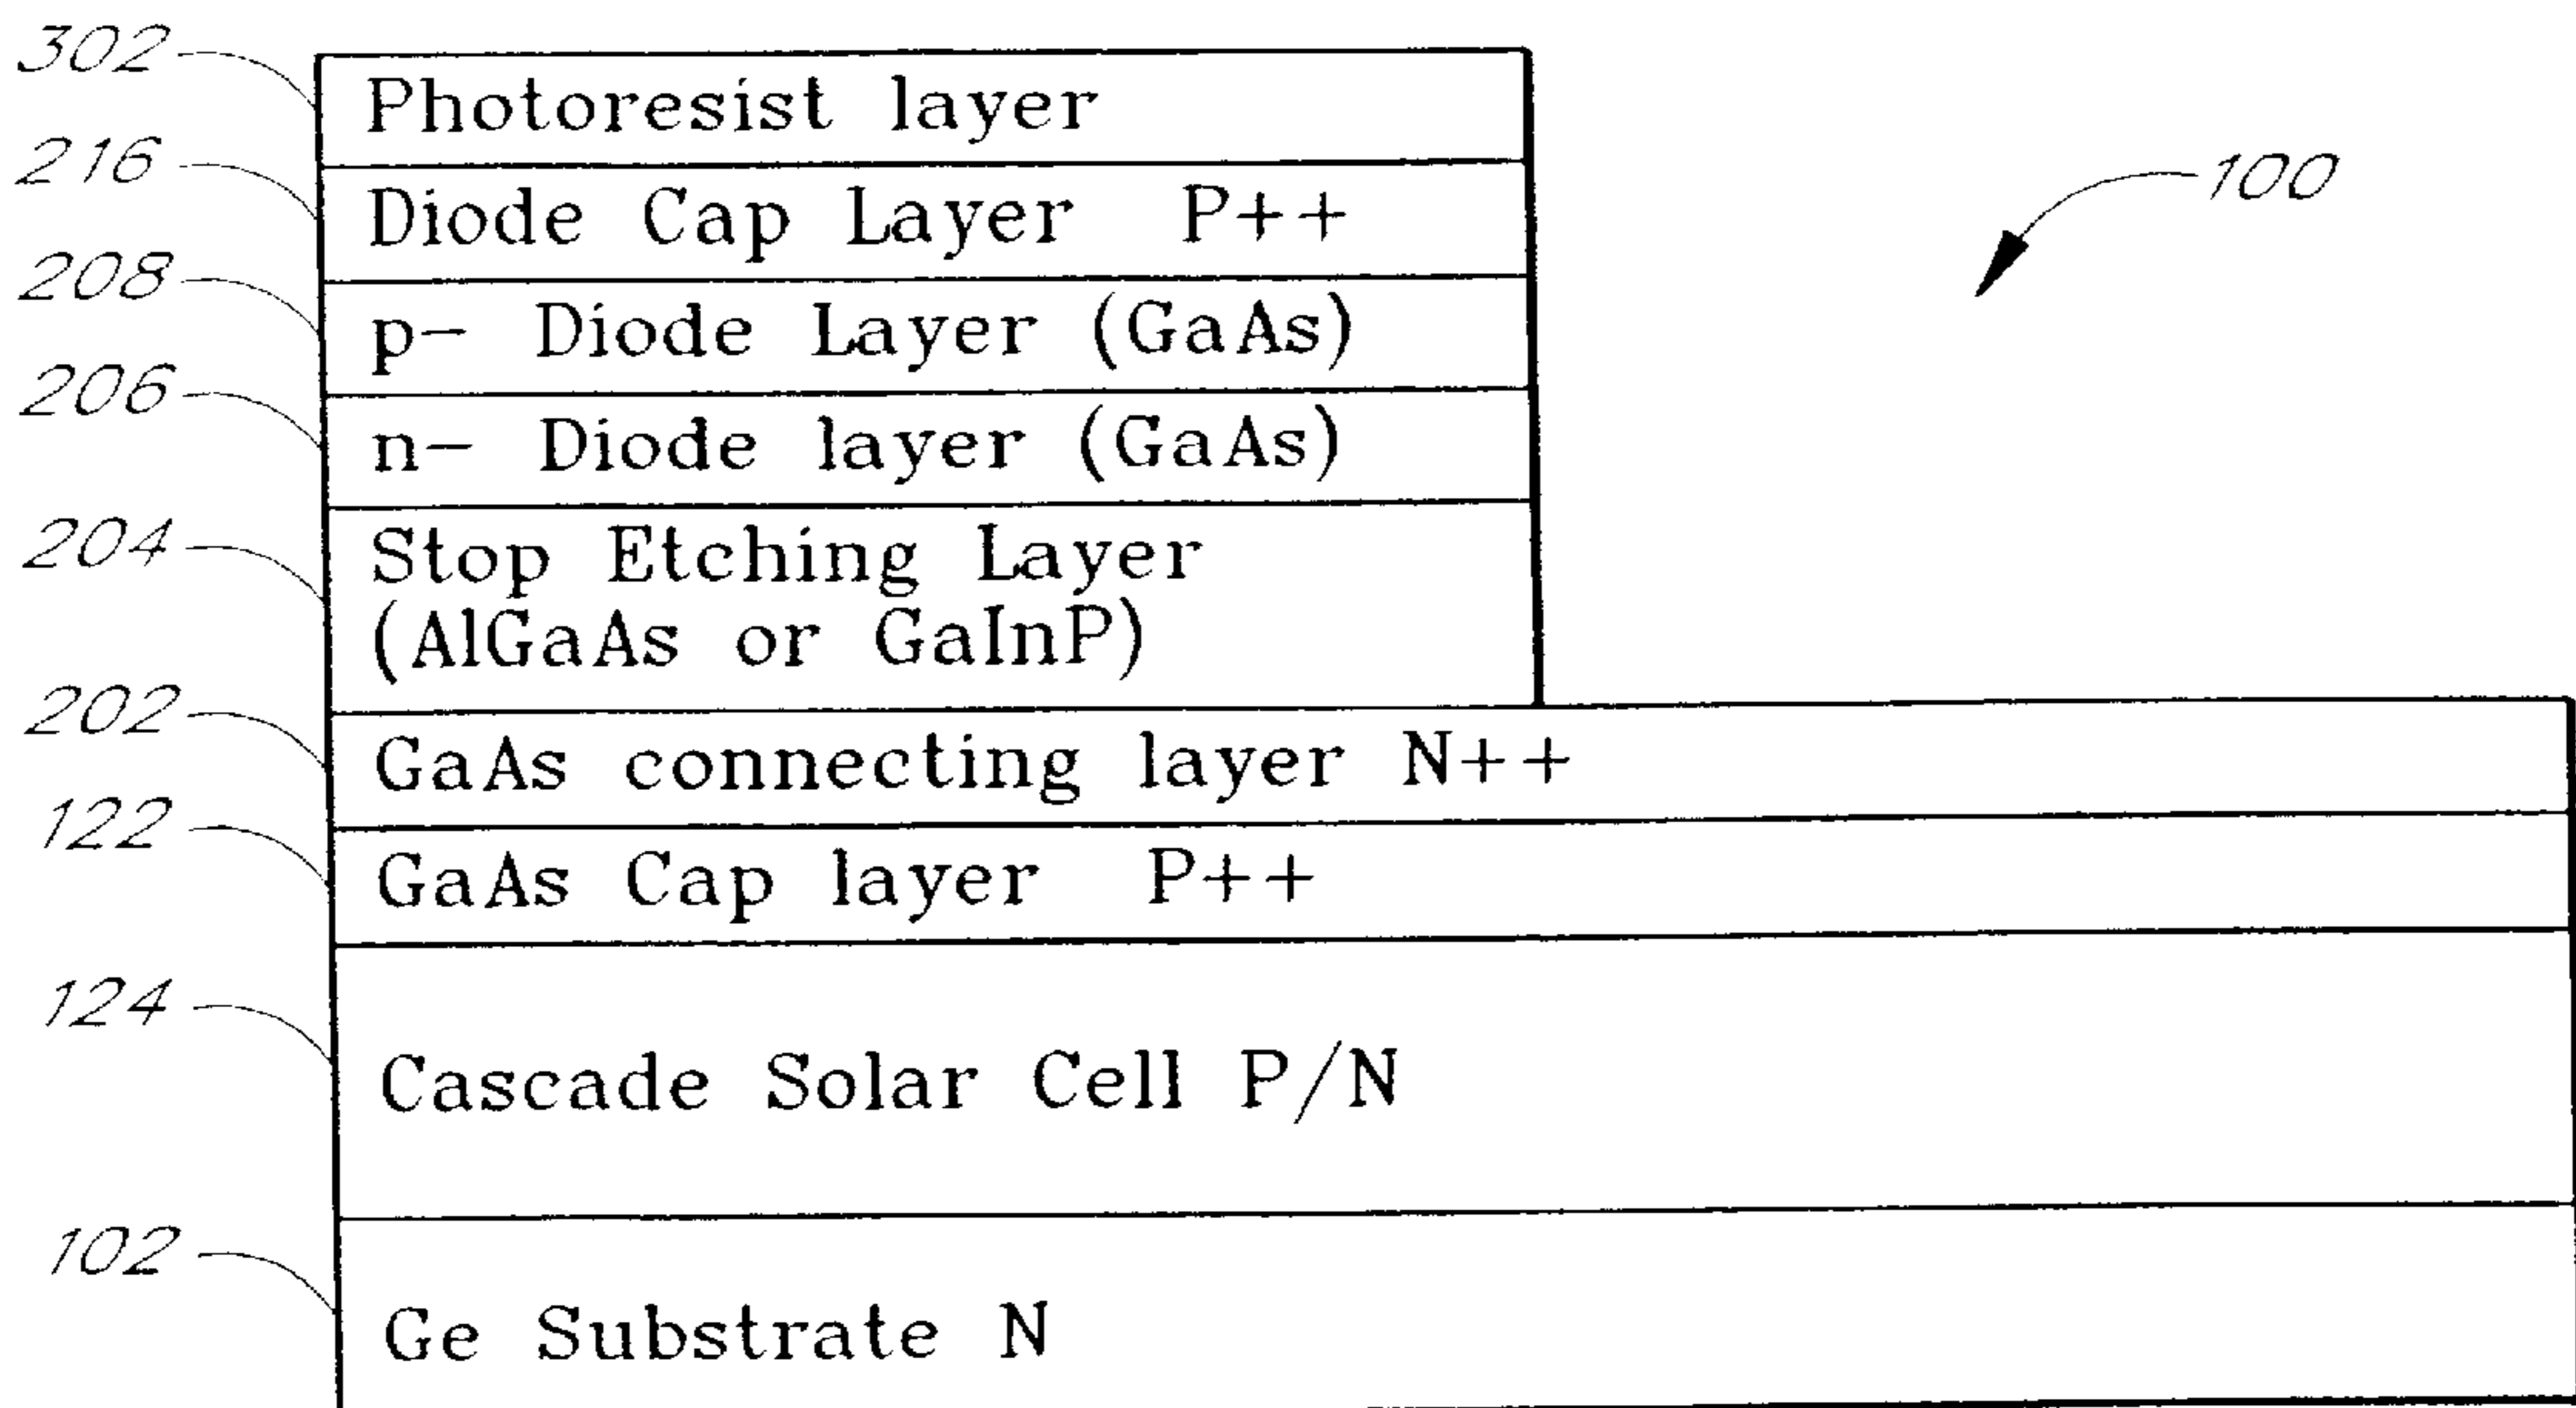 302
Photoresist layer
216
Diode Cap Layer P++
100
208
p- Diode Layer (GaAs)
206
n- Diode layer (GaAs)
204
Stop Etching Layer
(AlGaAs or GaInP)
202
GaAs connecting layer N++
122
GaAs Cap layer P++
124
Cascade Solar Cell P/N
102
Ge Substrate N